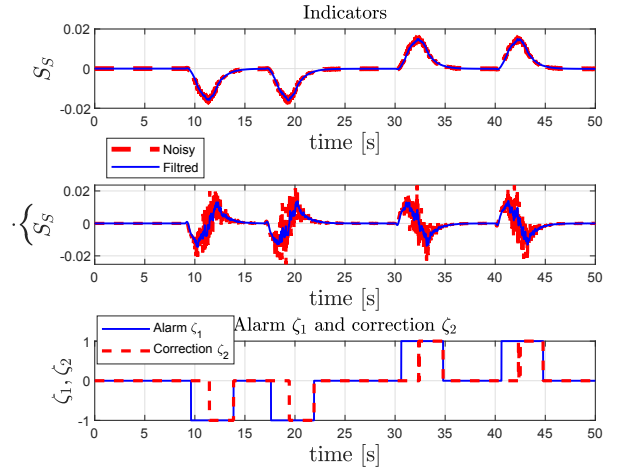 Indicators
0.02
0
-0.02
S_S
0 5 10 15 20 25 30 35 40 45 50
time [s]
Noisy
Filtred
0.02
0
-0.02
Ṡ_S
0 5 10 15 20 25 30 35 40 45 50
time [s]
Alarm ζ₁ and correction ζ₂
Alarm ζ₁
Correction ζ₂
1
0
-1
ζ₁, ζ₂
0 5 10 15 20 25 30 35 40 45 50
time [s]